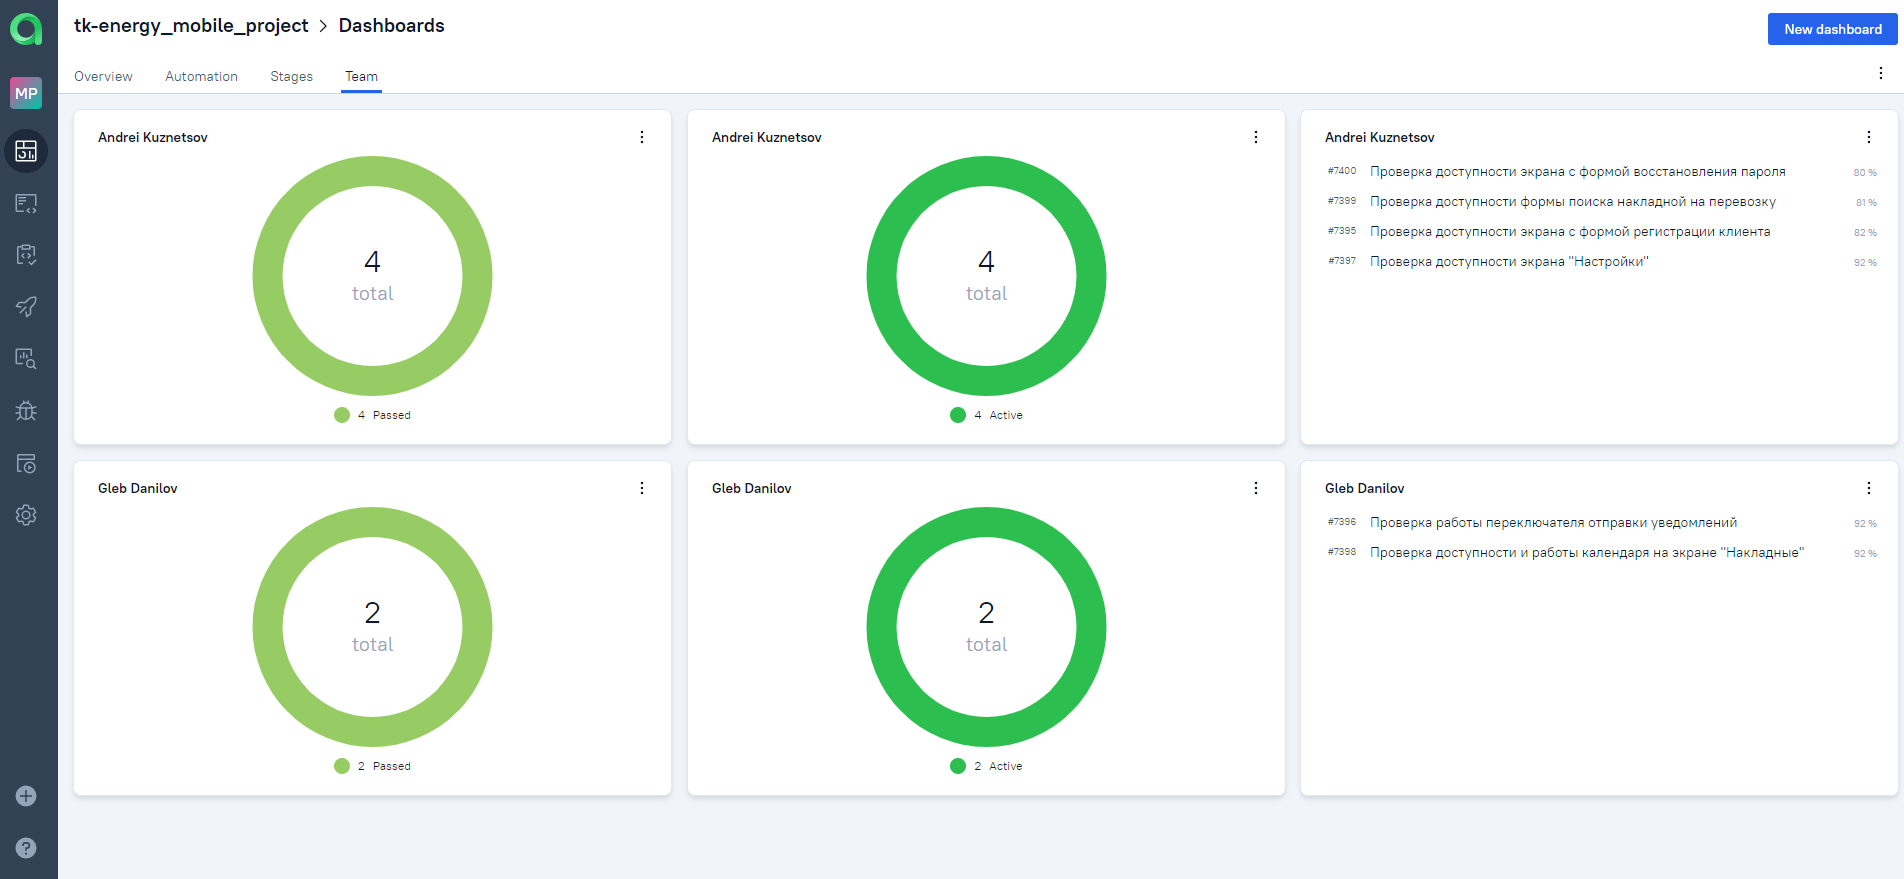 tk-energy_mobile_project > Dashboards
New dashboard
Overview Automation Stages Team
MP
Andrei Kuznetsov
4
total
4 Passed
Andrei Kuznetsov
4
total
4 Active
Andrei Kuznetsov
#7400 Проверка доступности экрана с формой восстановления пароля 80 %
#7399 Проверка доступности формы поиска накладной на перевозку 81 %
#7395 Проверка доступности экрана с формой регистрации клиента 82 %
#7397 Проверка доступности экрана "Настройки" 92 %
Gleb Danilov
2
total
2 Passed
Gleb Danilov
2
total
2 Active
Gleb Danilov
#7396 Проверка работы переключателя отправки уведомлений 92 %
#7398 Проверка доступности и работы календаря на экране "Накладные" 92 %